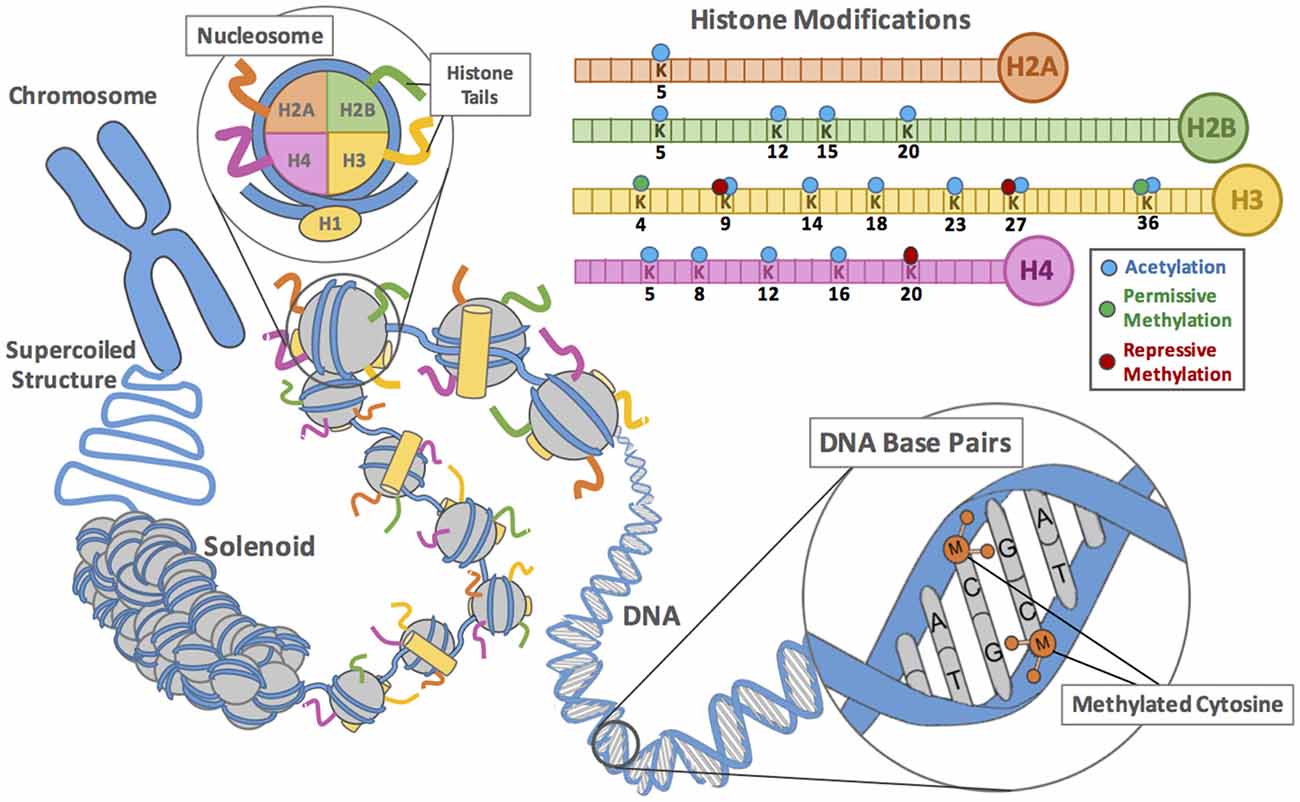 Histone Modifications
Nucleosome
Histone
Tails
Chromosome
H2A
H2B
H4
H3
H1
K
5
H2A
K K K K
5 12 15 20
H2B
K K K K K K K
4 9 14 18 23 27 36
H3
K K K K K
5 8 12 16 20
H4
Acetylation
Permissive
Methylation
Repressive
Methylation
Supercoiled
Structure
Solenoid
DNA
DNA Base Pairs
M
G
A
C
T
A
C
G
M
T
Methylated Cytosine